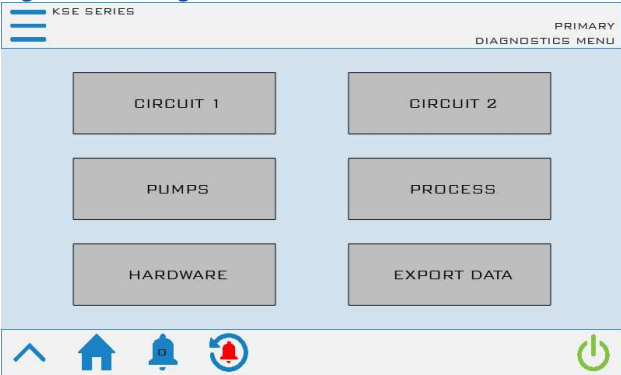 KSE SERIES
PRIMARY
DIAGNOSTICS MENU
CIRCUIT 1
CIRCUIT 2
PUMPS
PROCESS
HARDWARE
EXPORT DATA
0